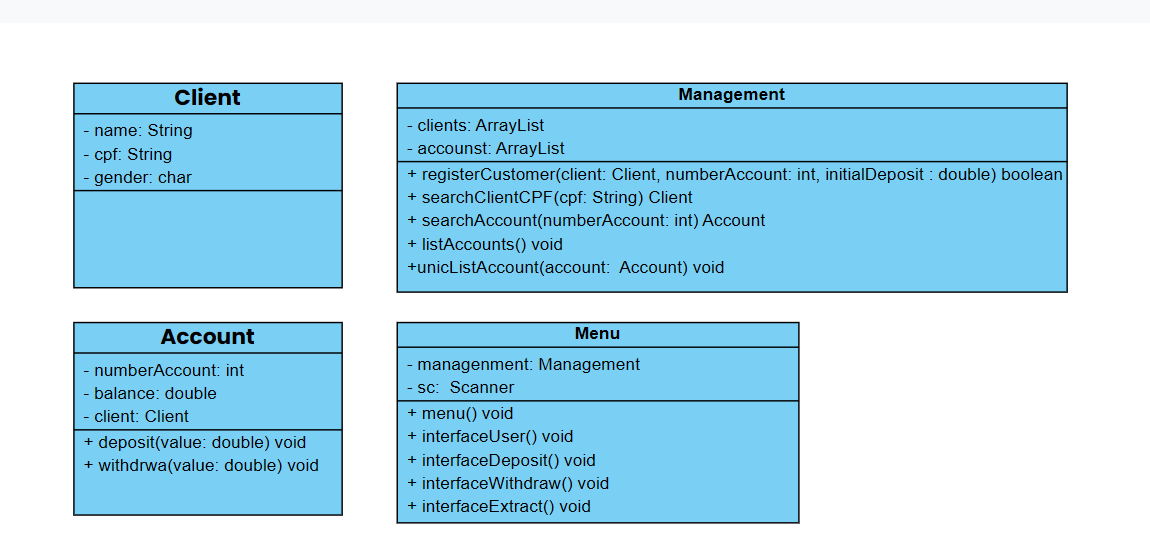 Client
- name: String
- cpf: String
- gender: char
Management
- clients: ArrayList
- accounst: ArrayList
+ registerCustomer(client: Client, numberAccount: int, initialDeposit : double) boolean
+ searchClientCPF(cpf: String) Client
+ searchAccount(numberAccount: int) Account
+ listAccounts() void
+unicListAccount(account:  Account) void
Account
- numberAccount: int
- balance: double
- client: Client
+ deposit(value: double) void
+ withdrwa(value: double) void
Menu
- managenment: Management
- sc:  Scanner
+ menu() void
+ interfaceUser() void
+ interfaceDeposit() void
+ interfaceWithdraw() void
+ interfaceExtract() void